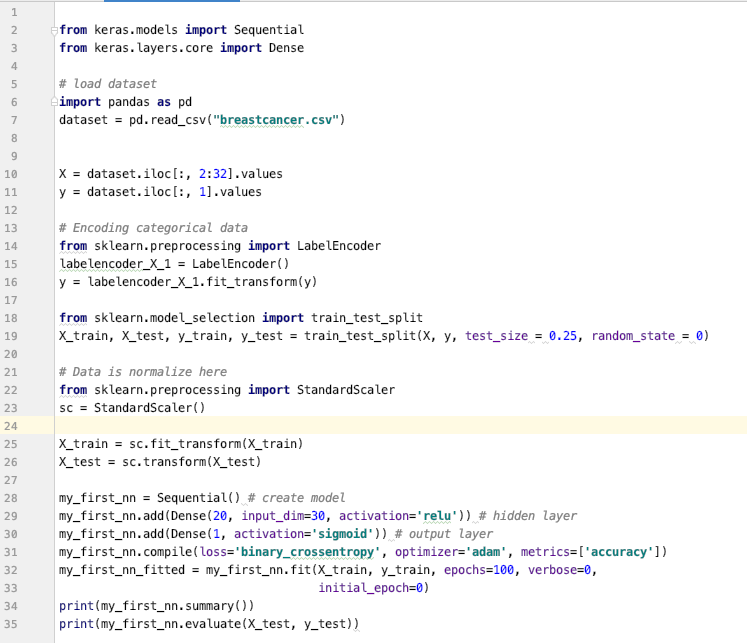 1
2 from keras.models import Sequential
3 from keras.layers.core import Dense
4
5 # load dataset
6 import pandas as pd
7 dataset = pd.read_csv("breastcancer.csv")
8
9
10 X = dataset.iloc[:, 2:32].values
11 y = dataset.iloc[:, 1].values
12
13 # Encoding categorical data
14 from sklearn.preprocessing import LabelEncoder
15 labelencoder_X_1 = LabelEncoder()
16 y = labelencoder_X_1.fit_transform(y)
17
18 from sklearn.model_selection import train_test_split
19 X_train, X_test, y_train, y_test = train_test_split(X, y, test_size = 0.25, random_state = 0)
20
21 # Data is normalize here
22 from sklearn.preprocessing import StandardScaler
23 sc = StandardScaler()
24
25 X_train = sc.fit_transform(X_train)
26 X_test = sc.transform(X_test)
27
28 my_first_nn = Sequential() # create model
29 my_first_nn.add(Dense(20, input_dim=30, activation='relu')) # hidden layer
30 my_first_nn.add(Dense(1, activation='sigmoid')) # output layer
31 my_first_nn.compile(loss='binary_crossentropy', optimizer='adam', metrics=['accuracy'])
32 my_first_nn_fitted = my_first_nn.fit(X_train, y_train, epochs=100, verbose=0,
33 initial_epoch=0)
34 print(my_first_nn.summary())
35 print(my_first_nn.evaluate(X_test, y_test))